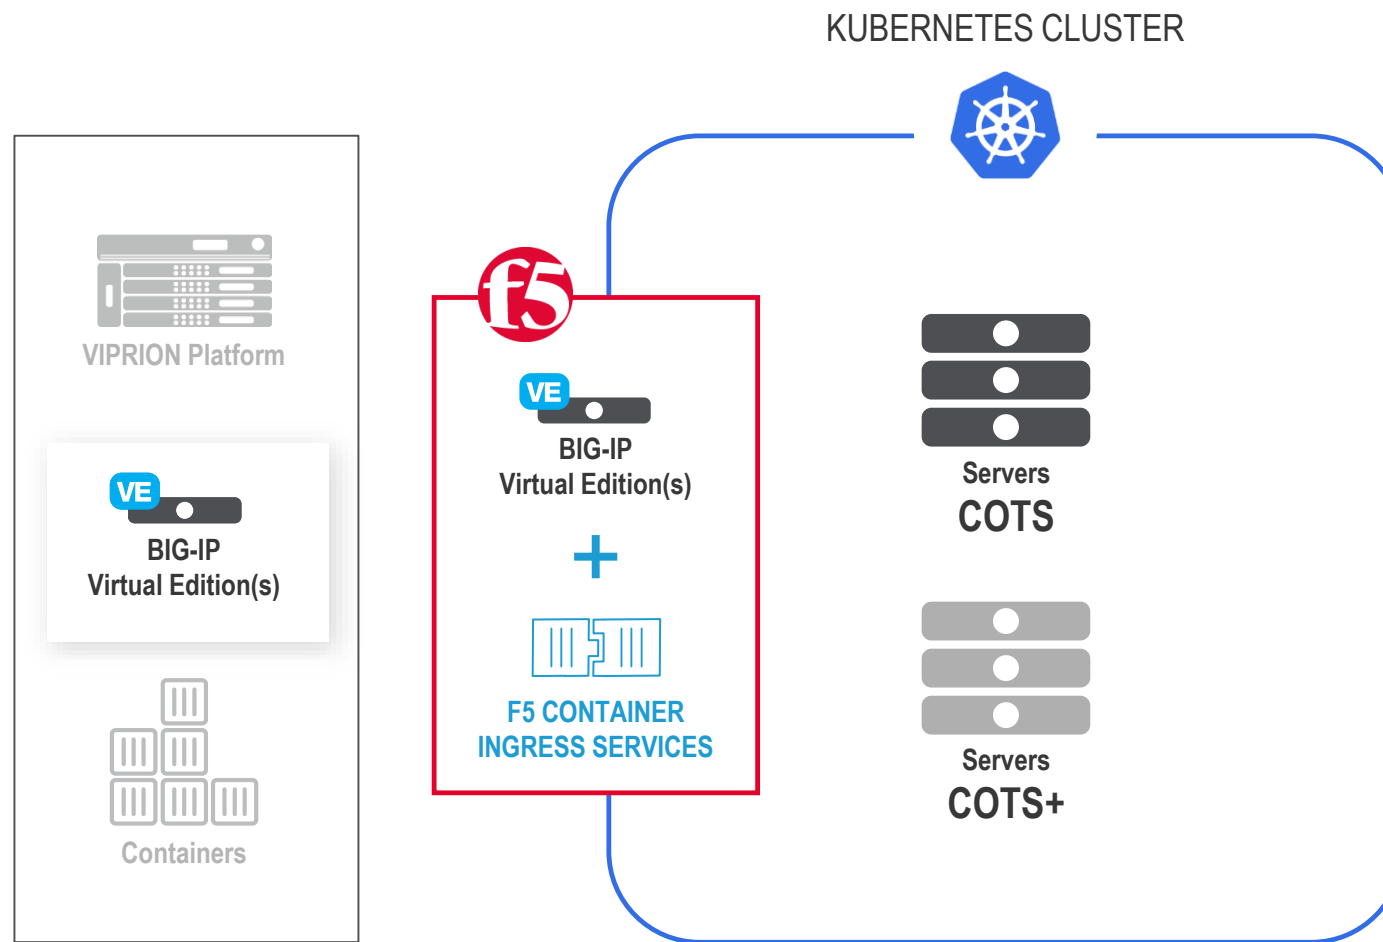 KUBERNETES CLUSTER
VIPRION Platform
VE
BIG-IP
Virtual Edition(s)
Containers
f5
VE
BIG-IP
Virtual Edition(s)
+
F5 CONTAINER
INGRESS SERVICES
Servers
COTS
Servers
COTS+